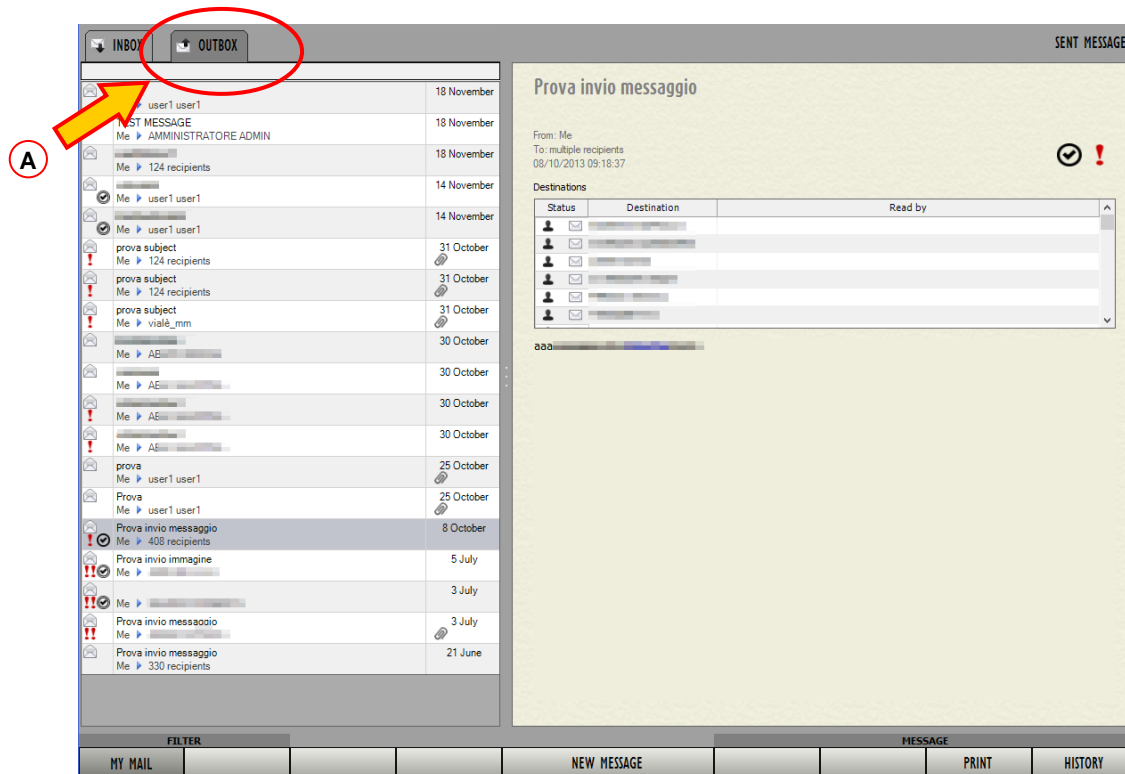 INBOX
OUTBOX
SENT MESSAGE
A
18 November
user1 user1
TEST MESSAGE
18 November
Me AMMINISTRATORE ADMIN
18 November
Me 124 recipients
14 November
Me user1 user1
14 November
Me user1 user1
prova subject
31 October
Me 124 recipients
prova subject
31 October
Me 124 recipients
prova subject
31 October
Me vialè_mm
30 October
Me
30 October
Me
30 October
Me
30 October
Me
prova
25 October
Me user1 user1
Prova
25 October
Me user1 user1
Prova invio messaggio
8 October
Me 408 recipients
Prova invio immagine
5 July
Me
3 July
Me
Prova invio messaggio
3 July
Me
Prova invio messaggio
21 June
Me 330 recipients
Prova invio messaggio
From: Me
To: multiple recipients
08/10/2013 09:18:37
Destinations
Status Destination Read by
aaa
FILTER
MESSAGE
MY MAIL
NEW MESSAGE
PRINT
HISTORY